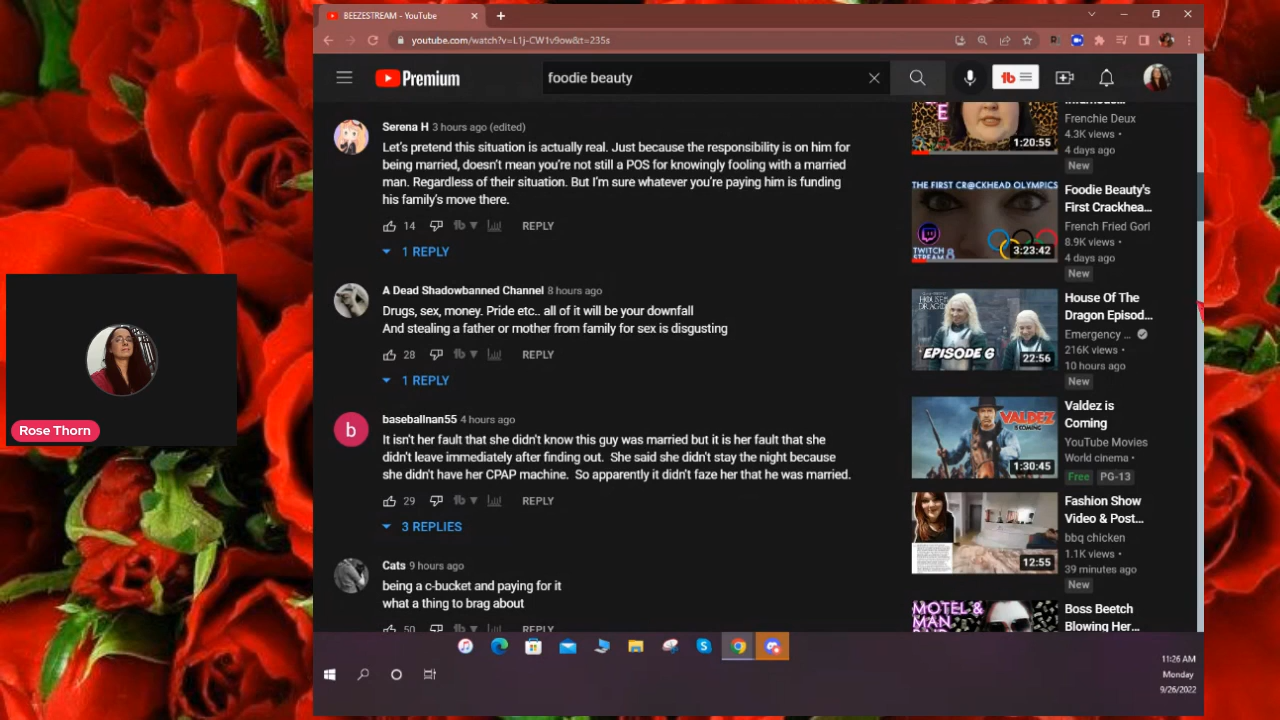 BEEZESTREAM - YouTube
youtube.com/watch?v=L1j-CW1v9ow&t=235s
Premium
foodie beauty
Serena H 3 hours ago (edited)
Let's pretend this situation is actually real. Just because the responsibility is on him for
being married, doesn't mean you're not still a POS for knowingly fooling with a married
man. Regardless of their situation. But I'm sure whatever you're paying him is funding
his family's move there.
14 REPLY
1 REPLY
A Dead Shadowbanned Channel 8 hours ago
Drugs, sex, money. Pride etc.. all of it will be your downfall
And stealing a father or mother from family for sex is disgusting
28 REPLY
1 REPLY
b
baseballnan55 4 hours ago
It isn't her fault that she didn't know this guy was married but it is her fault that she
didn't leave immediately after finding out. She said she didn't stay the night because
she didn't have her CPAP machine. So apparently it didn't faze her that he was married.
29 REPLY
3 REPLIES
Cats 9 hours ago
being a c-bucket and paying for it
what a thing to brag about
50 REPLY
E
1:20:55
Frenchie Deux
4.3K views •
4 days ago
New
THE FIRST CR@CKHEAD OLYMPICS
TWITCH
STREAM 8
3:23:42
Foodie Beauty's
First Crackhea...
French Fried Gorl
8.9K views •
4 days ago
New
EPISODE 6
22:56
House Of The
Dragon Episod...
Emergency ...
216K views •
10 hours ago
New
VALDEZ
IS COMING
1:30:45
Valdez is
Coming
YouTube Movies
World cinema •
Free PG-13
12:55
Fashion Show
Video & Post...
bbq chicken
1.1K views •
39 minutes ago
New
MOTEL &
MAN
Boss Beetch
Blowing Her...
Rose Thorn
11:26 AM
Monday
9/26/2022